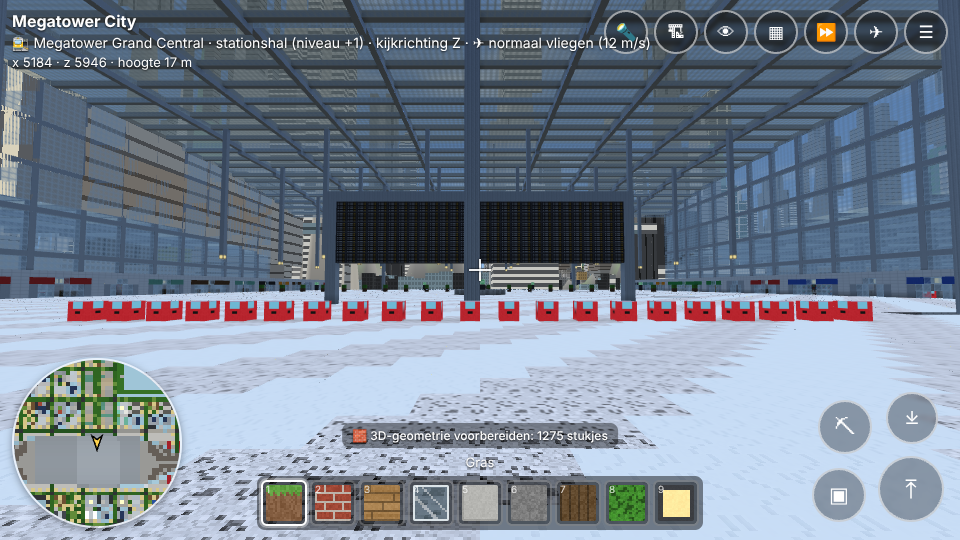 Megatower City
🚉 Megatower Grand Central · stationshal (niveau +1) · kijkrichting Z · ✈ normaal vliegen (12 m/s)
x 5184 · z 5946 · hoogte 17 m
🧱 3D-geometrie voorbereiden: 1275 stukjes
Gras
1 2 3 4 5 6 7 8 9